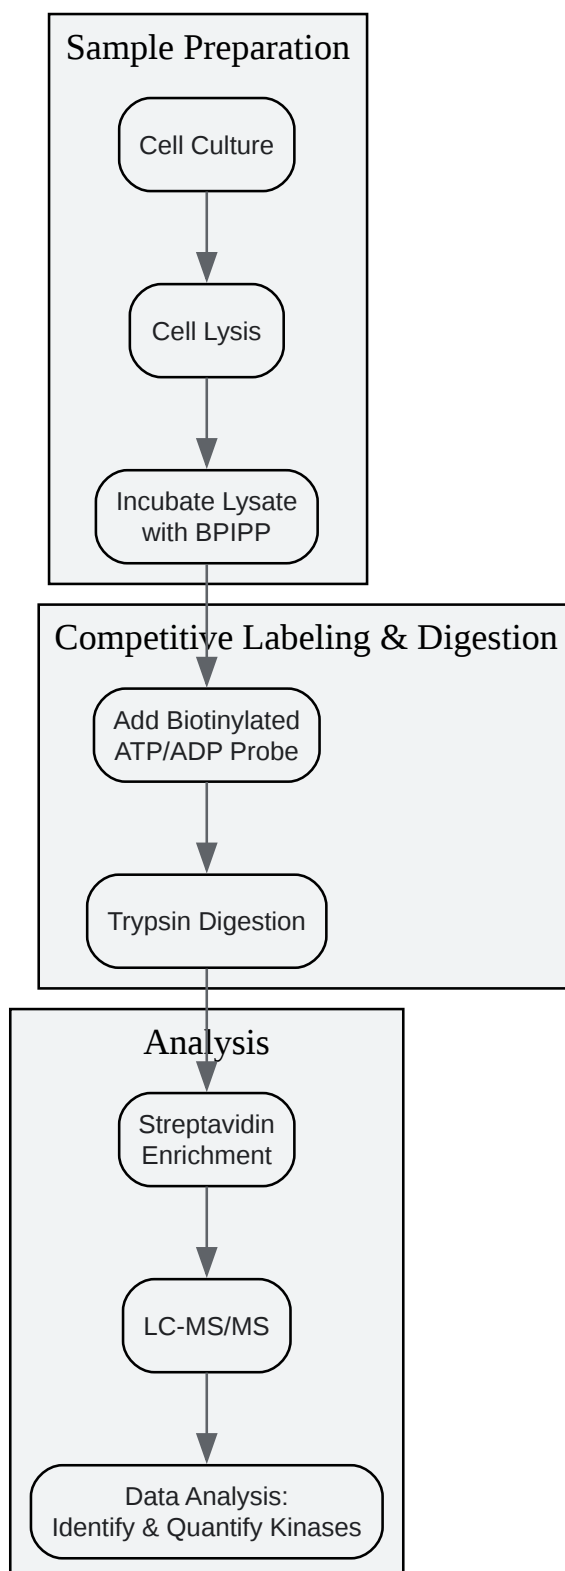 Sample Preparation
Cell Culture
Cell Lysis
Incubate Lysate
with BPIPP
Competitive Labeling & Digestion
Add Biotinylated
ATP/ADP Probe
Trypsin Digestion
Analysis
Streptavidin
Enrichment
LC-MS/MS
Data Analysis:
Identify & Quantify Kinases